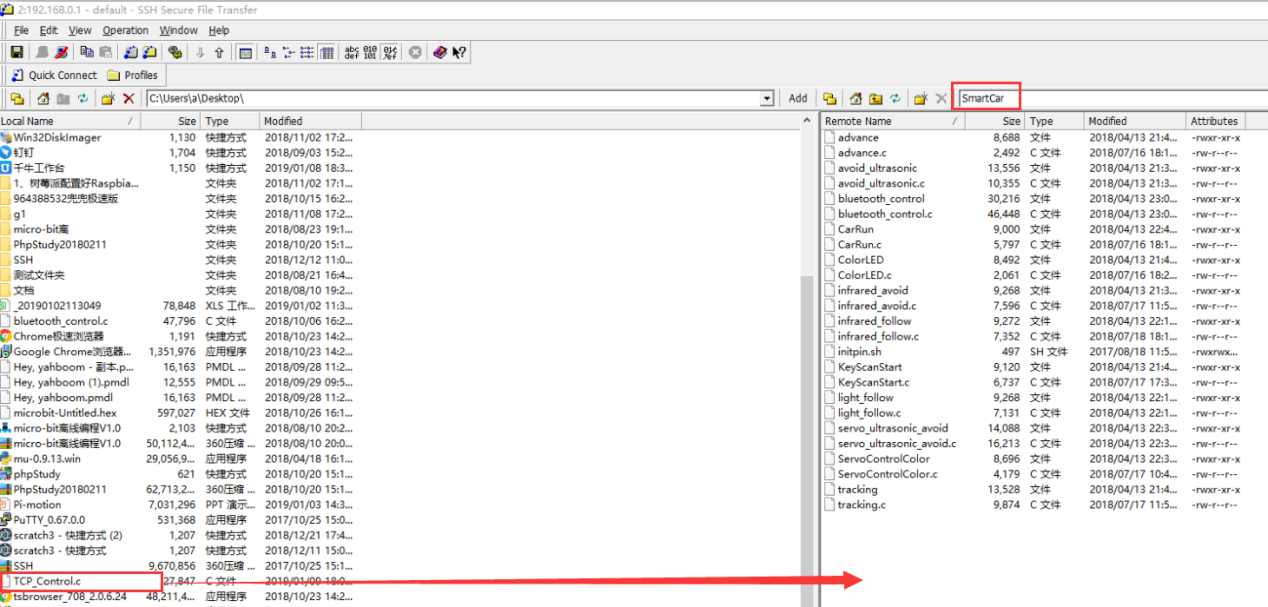 2:192.168.0.1 - default - SSH Secure File Transfer
File Edit View Operation Window Help
Quick Connect Profiles
C:\Users\a\Desktop\ Add SmartCar
Local Name / Size Type Modified
Win32DiskImager 1,130 快捷方式 2018/11/02 17:2...
钉钉 1,704 快捷方式 2018/09/03 15:2...
千牛工作台 1,150 快捷方式 2019/01/08 18:3...
1、树莓派配置好Raspbia... 文件夹 2018/11/02 17:1...
964388532兜兜极速版 文件夹 2018/10/15 16:2...
g1 文件夹 2018/11/08 17:2...
micro-bit离 文件夹 2018/08/23 19:1...
PhpStudy20180211 文件夹 2018/10/20 15:1...
SSH 文件夹 2018/12/12 11:0...
测试文件夹 文件夹 2018/08/21 16:4...
文档 文件夹 2018/08/10 19:2...
_20190102113049 78,848 XLS 工作... 2019/01/02 11:3...
bluetooth_control.c 47,796 C 文件 2018/10/06 16:2...
Chrome极速浏览器 1,191 快捷方式 2018/10/23 14:2...
Google Chrome浏览器... 1,351,976 应用程序 2018/10/23 14:2...
Hey, yahboom - 副本.p... 16,163 PMDL ... 2018/09/28 11:2...
Hey, yahboom (1).pmdl 12,555 PMDL ... 2018/09/29 09:5...
Hey, yahboom.pmdl 16,163 PMDL ... 2018/09/28 11:2...
microbit-Untitled.hex 597,027 HEX 文件 2018/10/26 16:1...
micro-bit离线编程V1.0 2,103 快捷方式 2018/08/10 20:2...
micro-bit离线编程V1.0 50,112,4... 360压缩 ... 2018/08/10 20:0...
mu-0.9.13.win 29,056,9... 应用程序 2018/04/18 16:1...
phpStudy 621 快捷方式 2018/10/20 15:1...
PhpStudy20180211 62,713,2... 360压缩 ... 2018/10/20 15:1...
Pi-motion 7,031,296 PPT 演示... 2019/01/03 14:3...
PuTTY_0.67.0.0 531,368 应用程序 2017/10/25 15:0...
scratch3 - 快捷方式 (2) 1,207 快捷方式 2018/12/21 17:4...
scratch3 - 快捷方式 1,207 快捷方式 2018/12/11 15:0...
SSH 9,670,856 360压缩 ... 2017/10/25 15:1...
TCP_Control.c 27,847 C 文件 2019/01/09 18:0...
tsbrowser_708_2.0.6.24 48,211,4... 应用程序 2018/10/23 14:2...
Remote Name / Size Type Modified Attributes
advance 8,688 文件 2018/04/13 21:4... -rwxr-xr-x
advance.c 2,492 C 文件 2018/07/16 18:1... -rw-r--r--
avoid_ultrasonic 13,556 文件 2018/04/13 21:3... -rwxr-xr-x
avoid_ultrasonic.c 10,355 C 文件 2018/04/13 21:3... -rw-r--r--
bluetooth_control 30,216 文件 2018/04/13 23:0... -rwxr-xr-x
bluetooth_control.c 46,448 C 文件 2018/04/13 23:0... -rw-r--r--
CarRun 9,000 文件 2018/04/13 22:4... -rwxr-xr-x
CarRun.c 5,797 C 文件 2018/07/16 18:1... -rw-r--r--
ColorLED 8,492 文件 2018/04/13 21:4... -rwxr-xr-x
ColorLED.c 2,061 C 文件 2018/07/16 18:2... -rw-r--r--
infrared_avoid 9,268 文件 2018/04/13 21:4... -rwxr-xr-x
infrared_avoid.c 7,596 C 文件 2018/07/17 11:5... -rw-r--r--
infrared_follow 9,272 文件 2018/04/13 22:1... -rwxr-xr-x
infrared_follow.c 7,352 C 文件 2018/07/18 18:1... -rw-r--r--
initpin.sh 497 SH 文件 2017/08/18 11:5... -rwxrwx...
KeyScanStart 9,120 文件 2018/04/13 21:4... -rwxr-xr-x
KeyScanStart.c 6,737 C 文件 2018/07/17 17:3... -rw-r--r--
light_follow 9,268 文件 2018/04/13 22:1... -rwxr-xr-x
light_follow.c 7,131 C 文件 2018/04/13 22:1... -rw-r--r--
servo_ultrasonic_avoid 14,088 文件 2018/04/13 22:3... -rwxr-xr-x
servo_ultrasonic_avoid.c 16,213 C 文件 2018/04/13 22:3... -rw-r--r--
ServoControlColor 8,696 文件 2018/04/13 22:3... -rwxr-xr-x
ServoControlColor.c 4,179 C 文件 2018/07/17 10:4... -rw-r--r--
tracking 13,528 文件 2018/04/13 21:4... -rwxr-xr-x
tracking.c 9,874 C 文件 2018/07/17 11:5... -rw-r--r--